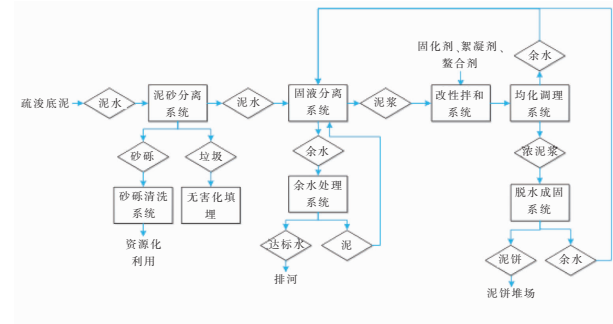 固化剂、絮凝剂、
螯合剂
余水
疏浚底泥
泥水
泥砂分离
系统
泥水
固液分离
系统
泥浆
改性拌和
系统
均化调理
系统
砂砾
垃圾
余水
浓泥浆
砂砾清洗
系统
无害化填
埋
余水处理
系统
脱水成固
系统
资源化
利用
达标水
泥
泥饼
余水
排河
泥饼堆场